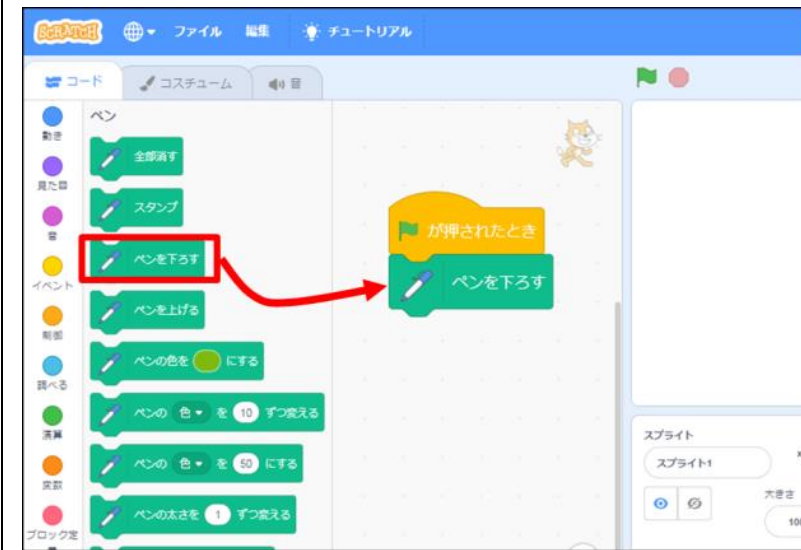 SCRATCH ファイル 編集 チュートリアル
コード コスチューム 音
動き
見た目
音
イベント
制御
調べる
演算
変数
ブロック定
ペン
全部消す
スタンプ
ペンを下ろす
ペンを上げる
ペンの色を にする
ペンの 色 を 10 ずつ変える
ペンの 色 を 50 にする
ペンの太さを 1 ずつ変える
が押されたとき
ペンを下ろす
スプライト
スプライト1
x
大きさ